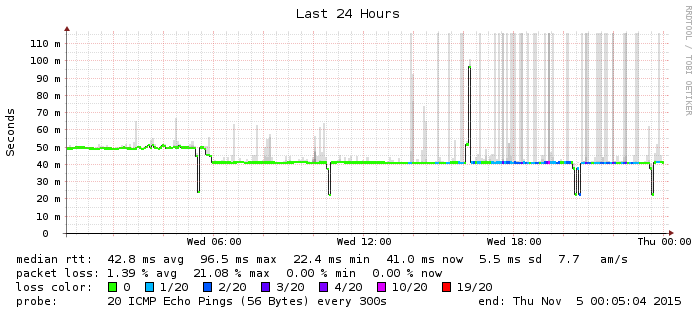 Last 24 Hours
RRDTOOL / TOBI OETIKER
Seconds
110 m
100 m
90 m
80 m
70 m
60 m
50 m
40 m
30 m
20 m
10 m
0
Wed 06:00 Wed 12:00 Wed 18:00 Thu 00:00
median rtt: 42.8 ms avg 96.5 ms max 22.4 ms min 41.0 ms now 5.5 ms sd 7.7 am/s
packet loss: 1.39 % avg 21.08 % max 0.00 % min 0.00 % now
loss color: 0 1/20 2/20 3/20 4/20 10/20 19/20
probe: 20 ICMP Echo Pings (56 Bytes) every 300s end: Thu Nov 5 00:05:04 2015